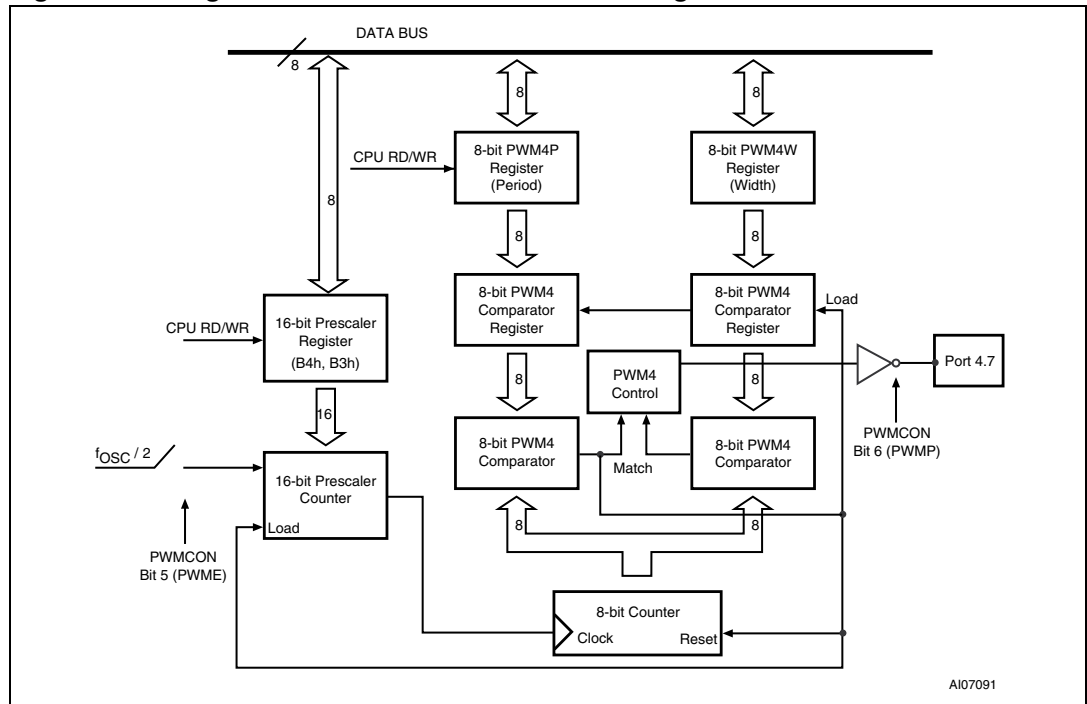 DATA BUS
8
8
8
8
CPU RD/WR
8-bit PWM4P
Register
(Period)
8-bit PWM4W
Register
(Width)
8
8
CPU RD/WR
16-bit Prescaler
Register
(B4h, B3h)
8-bit PWM4
Comparator
Register
8-bit PWM4
Comparator
Register
Load
8
PWM4
Control
8
Port 4.7
16
PWMCON
Bit 6 (PWMP)
fOSC / 2
16-bit Prescaler
Counter
Load
8-bit PWM4
Comparator
Match
8-bit PWM4
Comparator
8
8
PWMCON
Bit 5 (PWME)
8-bit Counter
Clock
Reset
AI07091